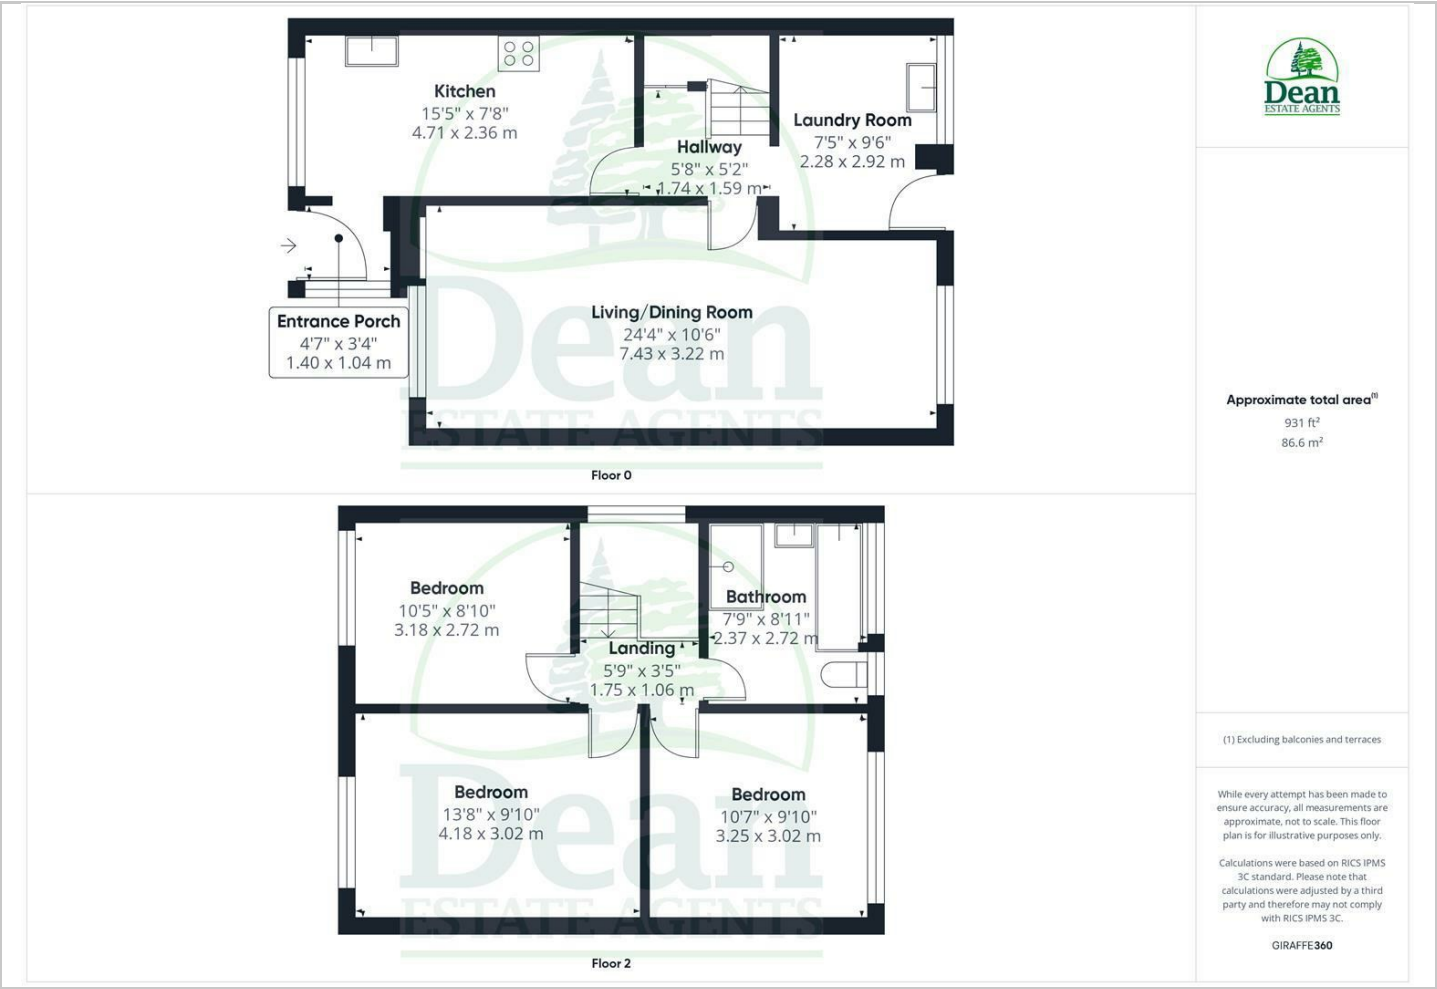 Kitchen
15'5" x 7'8"
4.71 x 2.36 m
Hallway
5'8" x 5'2"
1.74 x 1.59 m
Laundry Room
7'5" x 9'6"
2.28 x 2.92 m
Entrance Porch
4'7" x 3'4"
1.40 x 1.04 m
Living/Dining Room
24'4" x 10'6"
7.43 x 3.22 m
Dean
ESTATE AGENTS
Floor 0
Bedroom
10'5" x 8'10"
3.18 x 2.72 m
Landing
5'9" x 3'5"
1.75 x 1.06 m
Bathroom
7'9" x 8'11"
2.37 x 2.72 m
Bedroom
13'8" x 9'10"
4.18 x 3.02 m
Bedroom
10'7" x 9'10"
3.25 x 3.02 m
Dean
ESTATE AGENTS
Floor 2
Dean
ESTATE AGENTS
Approximate total area(1)
931 ft²
86.6 m²
(1) Excluding balconies and terraces
While every attempt has been made to
ensure accuracy, all measurements are
approximate, not to scale. This floor
plan is for illustrative purposes only.
Calculations were based on RICS IPMS
3C standard. Please note that
calculations were adjusted by a third
party and therefore may not comply
with RICS IPMS 3C.
GIRAFFE360